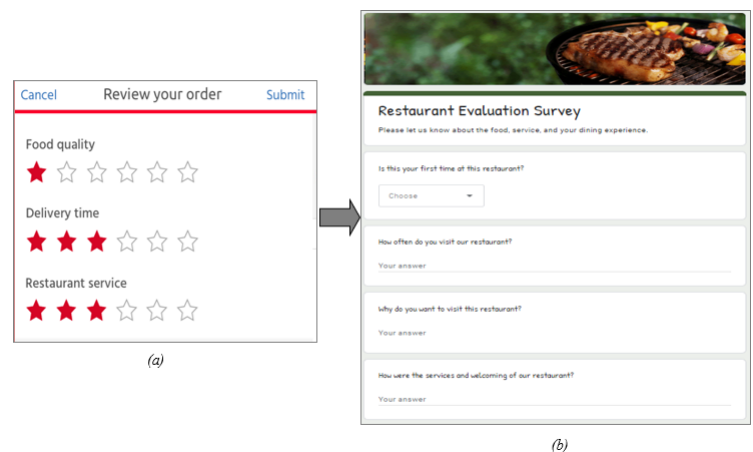 Cancel Review your order Submit
Food quality
Delivery time
Restaurant service
(a)
Restaurant Evaluation Survey
Please let us know about the food, service, and your dining experience.
Is this your first time at this restaurant?
Choose
How often do you visit our restaurant?
Your answer
Why do you want to visit this restaurant?
Your answer
How were the services and welcoming of our restaurant?
Your answer
(b)